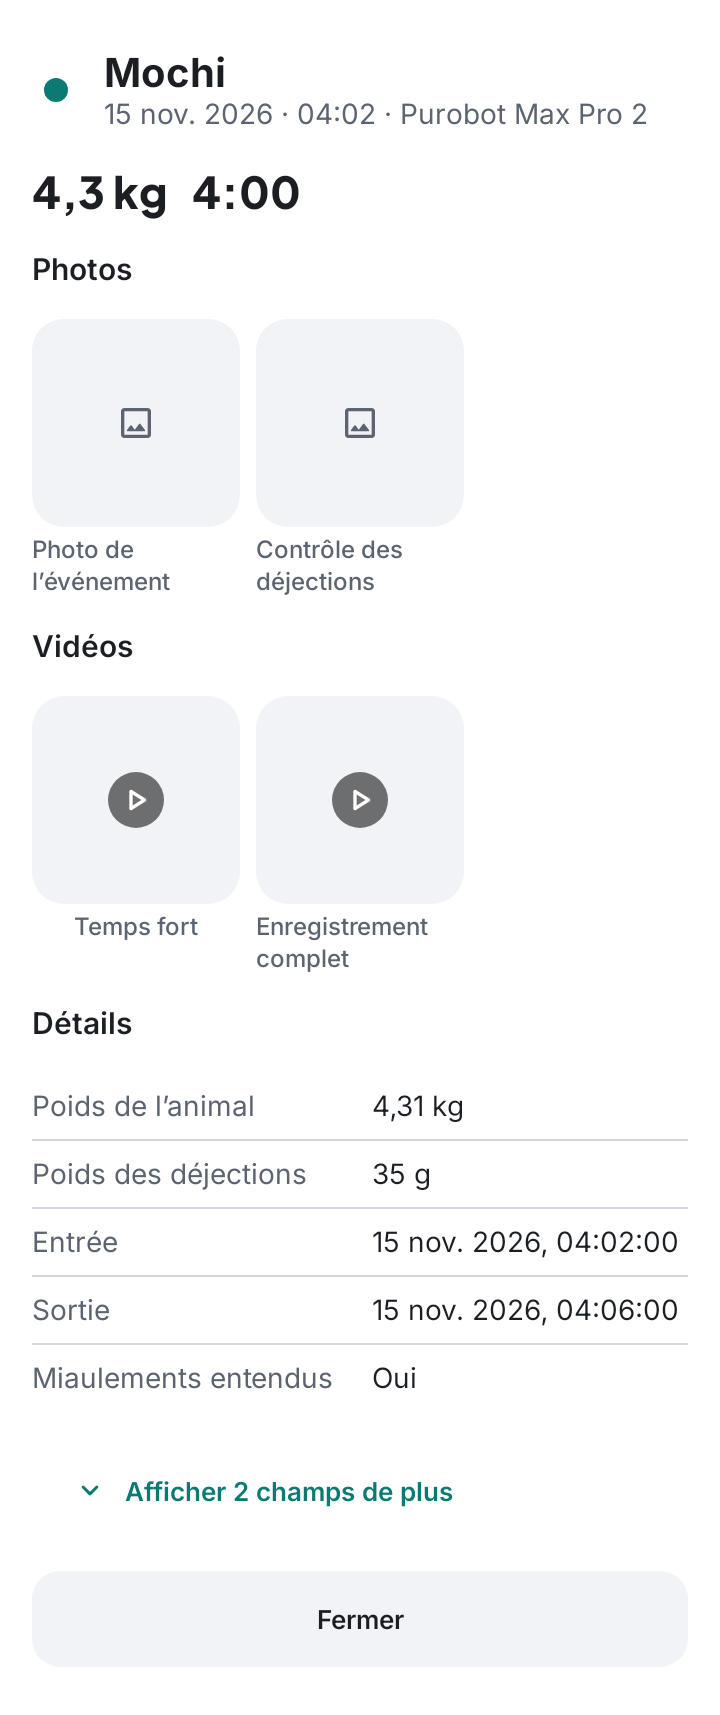 Mochi
15 nov. 2026 · 04:02 · Purobot Max Pro 2
4,3 kg 4:00
Photos
Photo de
l’événement
Contrôle des
déjections
Vidéos
Temps fort
Enregistrement
complet
Détails
Poids de l’animal 4,31 kg
Poids des déjections 35 g
Entrée 15 nov. 2026, 04:02:00
Sortie 15 nov. 2026, 04:06:00
Miaulements entendus Oui
Afficher 2 champs de plus
Fermer